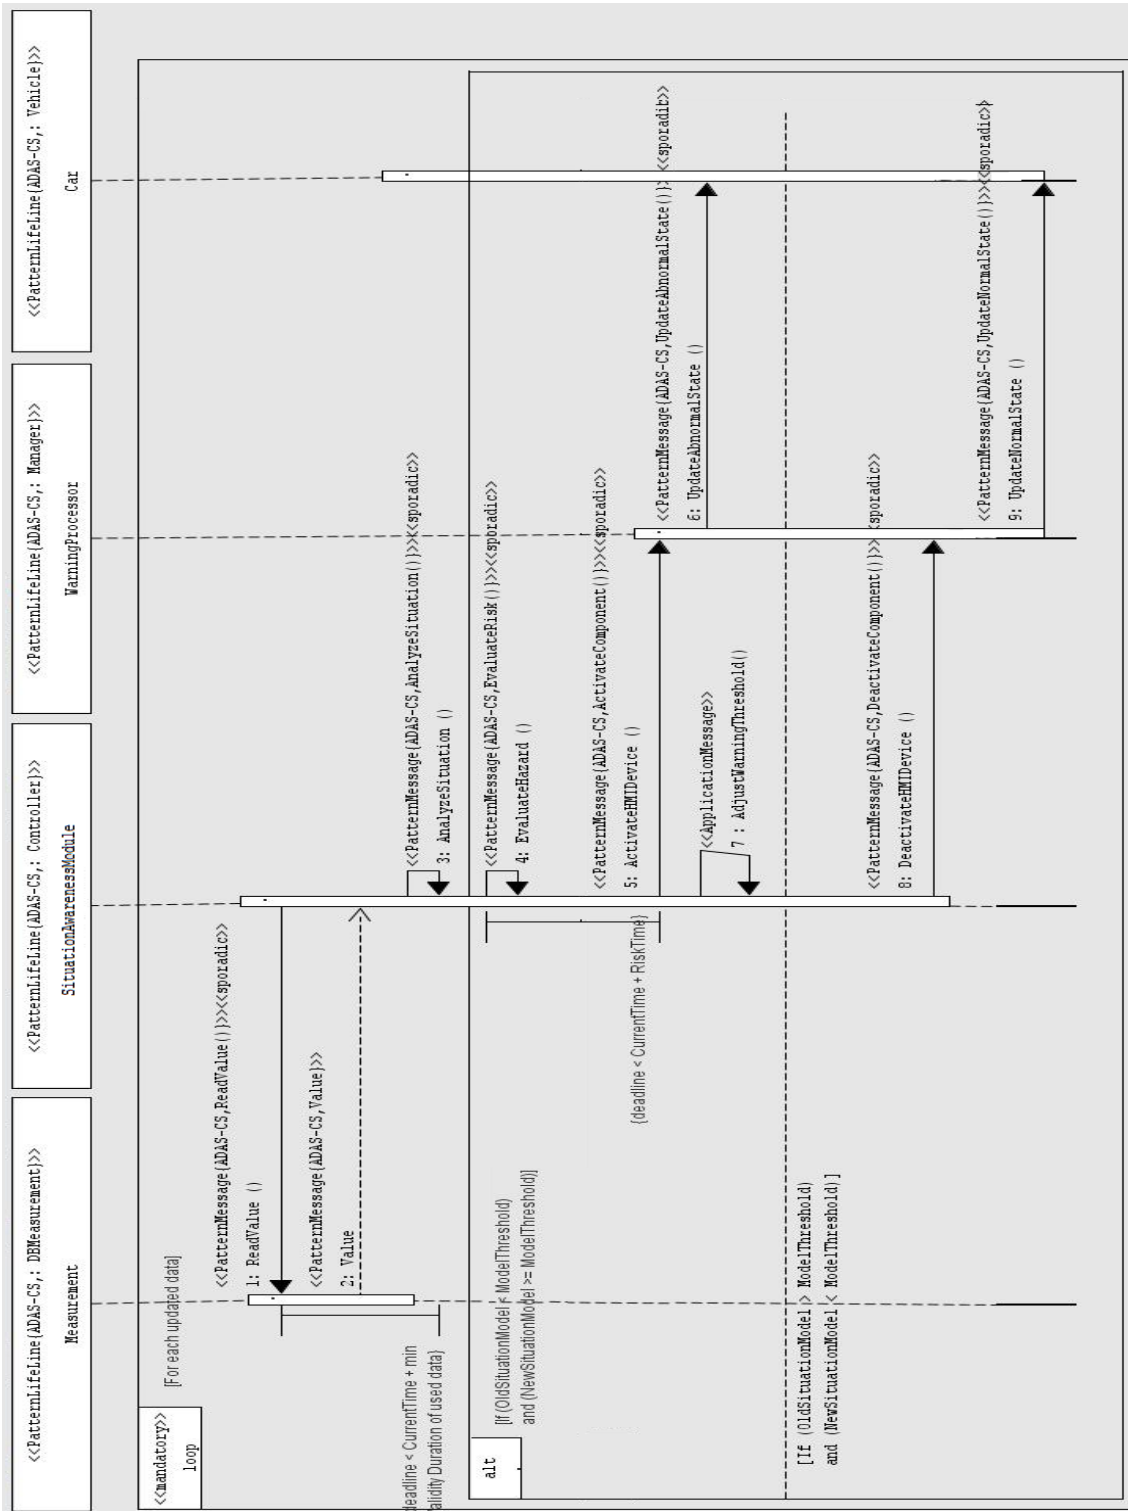 <<PatternLifeLine{ADAS-CS,: DBMeasurement}>>
Measurement
<<PatternLifeLine{ADAS-CS,: Controller}>>
SituationAwarenessModule
<<PatternLifeLine{ADAS-CS,: Manager}>>
WarningProcessor
<<PatternLifeLine{ADAS-CS,: Vehicle}>>
Car
<<mandatory>>
loop
[For each updated data]
<<PatternMessage{ADAS-CS,ReadValue()}>><<sporadic>>
1: ReadValue ()
<<PatternMessage{ADAS-CS,Value}>>
2: Value
deadline < CurrentTime + min
alidity Duration of used data}
<<PatternMessage{ADAS-CS,AnalyzeSituation()}>><<sporadic>>
3: AnalyzeSituation ()
alt
[If (OldSituationModel < ModelThreshold)
and (NewSituationModel >= ModelThreshold)]
<<PatternMessage{ADAS-CS,EvaluateRisk()}>><<sporadic>>
4: EvaluateHazard ()
{deadline < CurrentTime + RiskTime}
<<PatternMessage{ADAS-CS,ActivateComponent()}>><<sporadic>>
5: ActivateHMIDevice ()
<<PatternMessage{ADAS-CS,UpdateAbnormalState()}> <<sporadic>>
6: UpdateAbnormalState ()
<<ApplicationMessage>>
7 : AdjustWarningThreshold()
[If (OldSituationModel > ModelThreshold)
and (NewSituationModel < ModelThreshold)]
<<PatternMessage{ADAS-CS,DeactivateComponent()}>> <sporadic>>
8: DeactivateHMIDevice ()
<<PatternMessage{ADAS-CS,UpdateNormalState()}>><<sporadic>>
9: UpdateNormalState ()